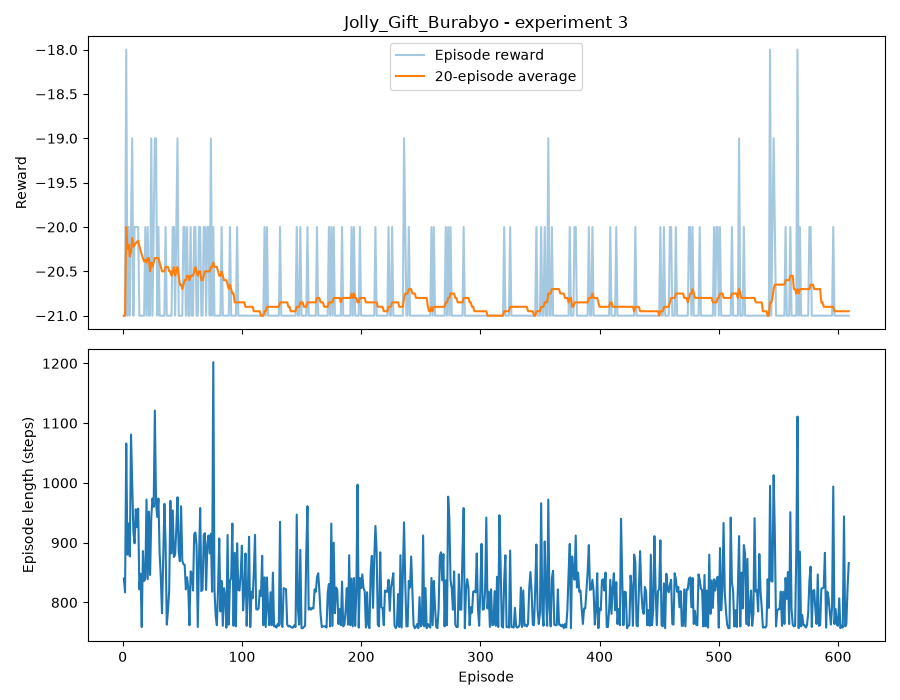 Jolly_Gift_Burabyo - experiment 3
Episode reward
20-episode average
Reward
−18.0
−18.5
−19.0
−19.5
−20.0
−20.5
−21.0
Episode length (steps)
1200
1100
1000
900
800
0 100 200 300 400 500 600
Episode